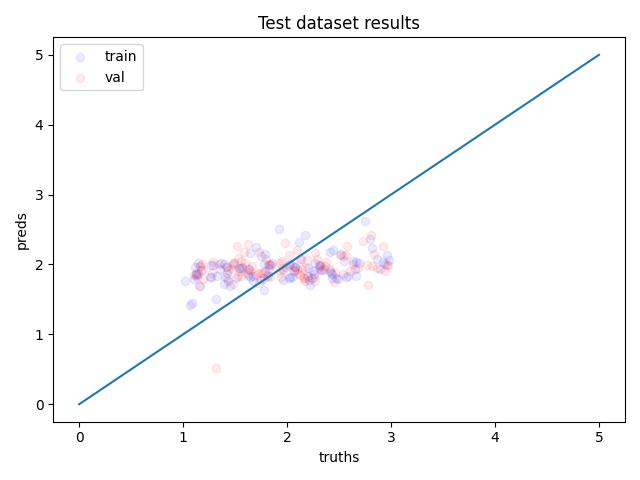 Test dataset results
train
val
5
4
3
2
1
0
preds
0 1 2 3 4 5
truths